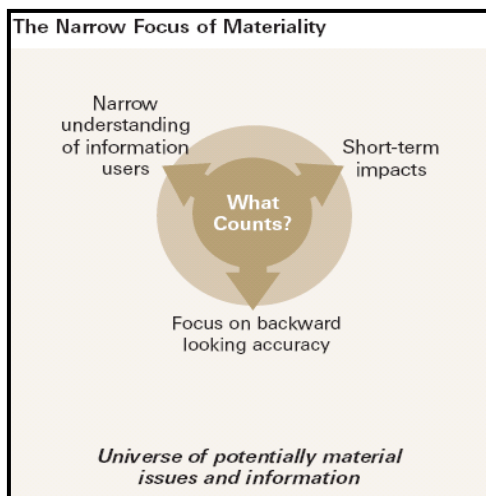 The Narrow Focus of Materiality
Narrow
understanding
of information
users
Short-term
impacts
What
Counts?
Focus on backward
looking accuracy
Universe of potentially material
issues and information